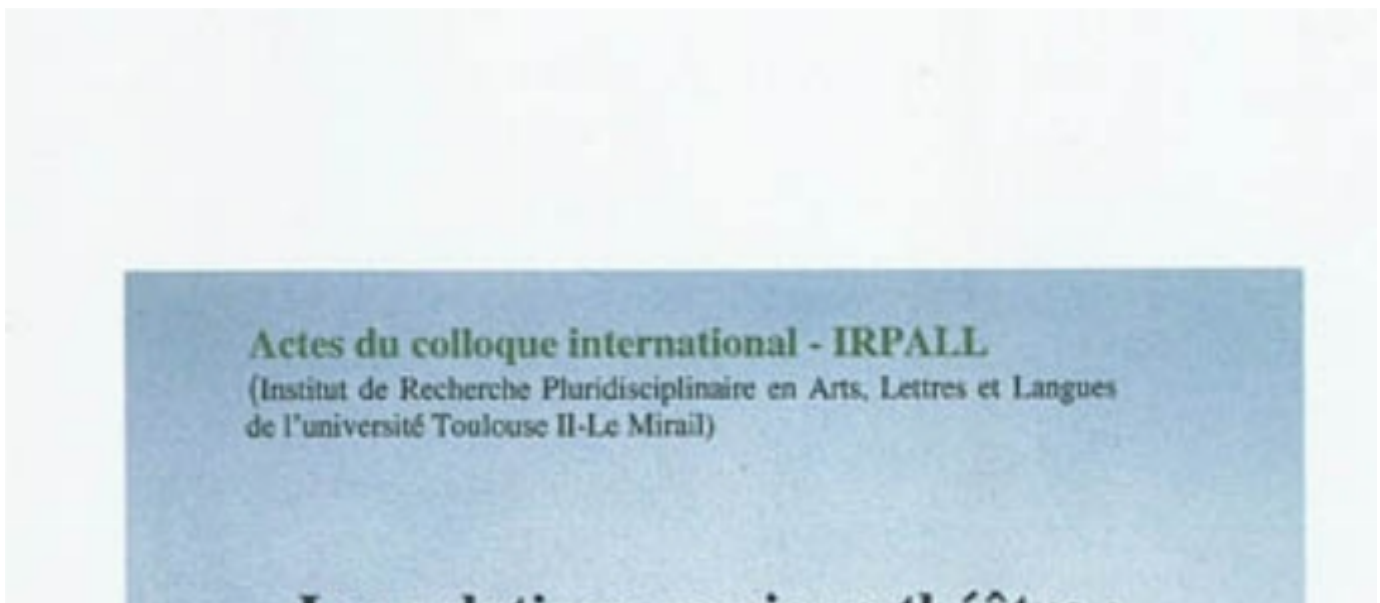 Actes du colloque international - IRPALL
(Institut de Recherche Pluridisciplinaire en Arts, Lettres et Langues
de l'université Toulouse II-Le Mirail)